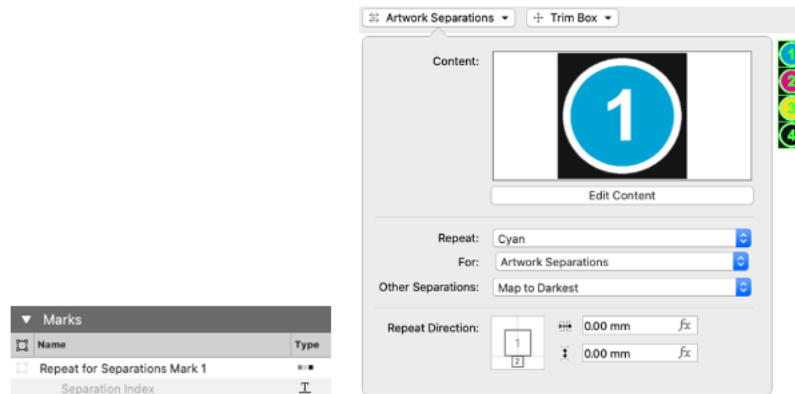 Artwork Separations
Trim Box
Content:
1
Edit Content
Repeat: Cyan
For: Artwork Separations
Other Separations: Map to Darkest
Repeat Direction:
1
2
0.00 mm fx
0.00 mm fx
1
2
3
4
Marks
Name Type
Repeat for Separations Mark 1
Separation Index T